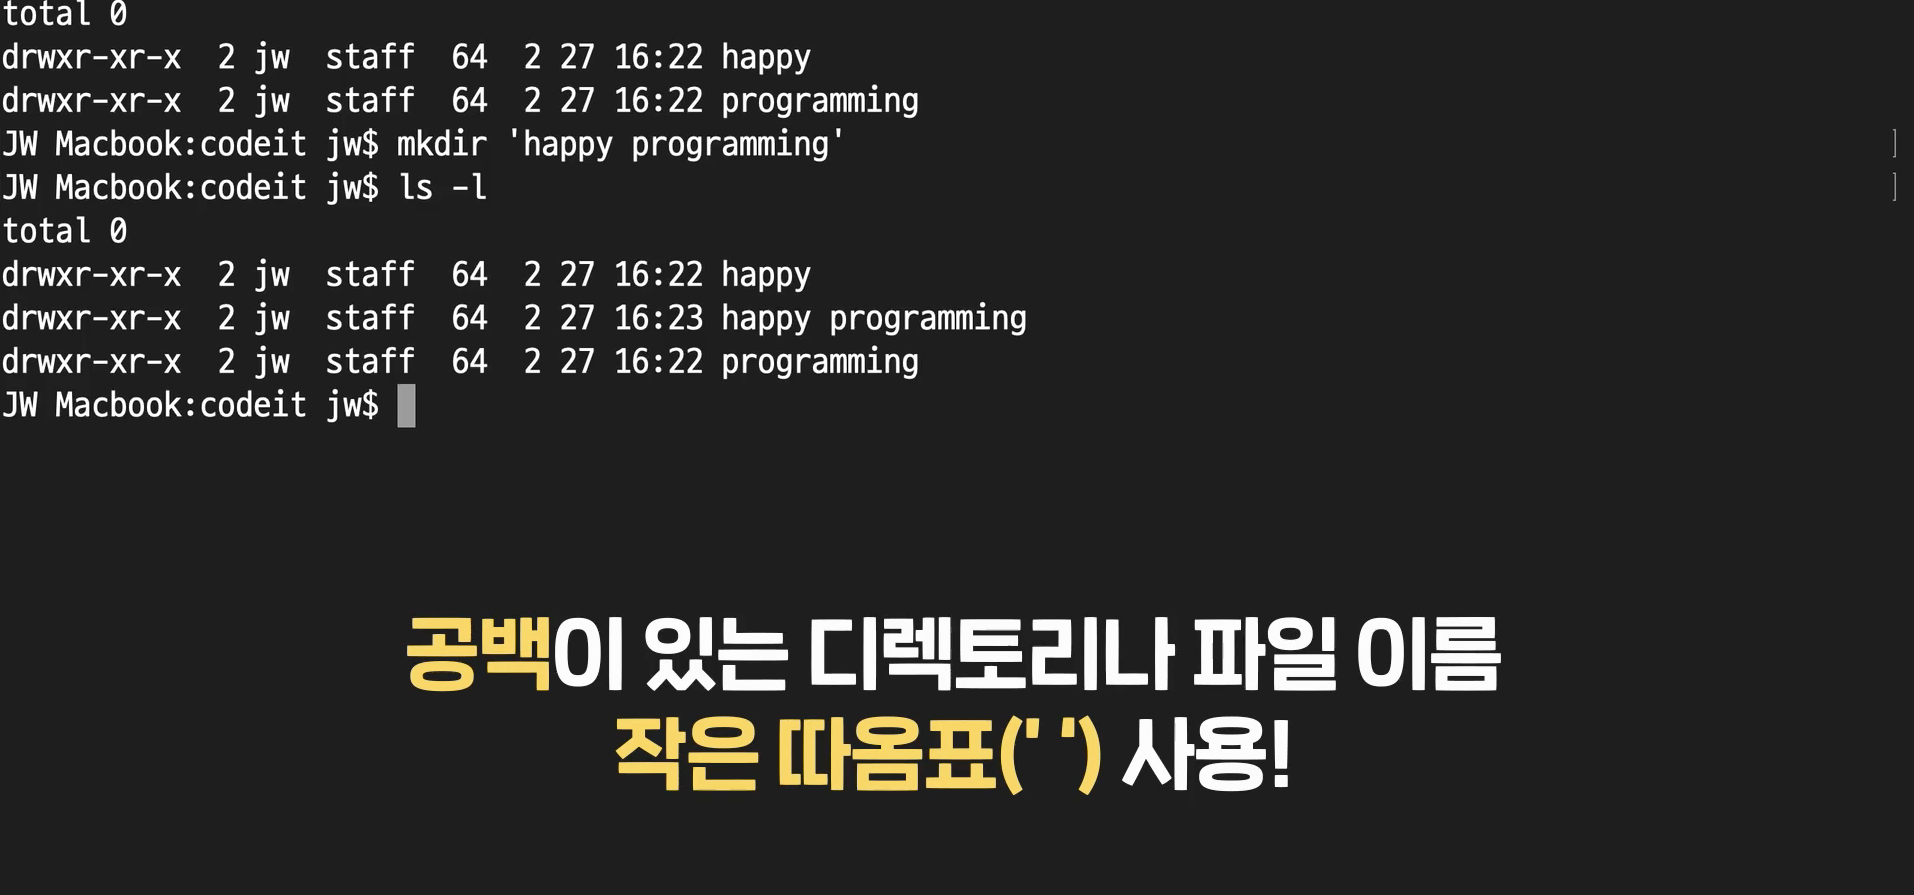 total 0
drwxr-xr-x  2 jw  staff  64  2 27 16:22 happy
drwxr-xr-x  2 jw  staff  64  2 27 16:22 programming
JW Macbook:codeit jw$ mkdir 'happy programming'
JW Macbook:codeit jw$ ls -l
total 0
drwxr-xr-x  2 jw  staff  64  2 27 16:22 happy
drwxr-xr-x  2 jw  staff  64  2 27 16:23 happy programming
drwxr-xr-x  2 jw  staff  64  2 27 16:22 programming
JW Macbook:codeit jw$
공백이 있는 디렉토리나 파일 이름
작은 따옴표(' ') 사용!